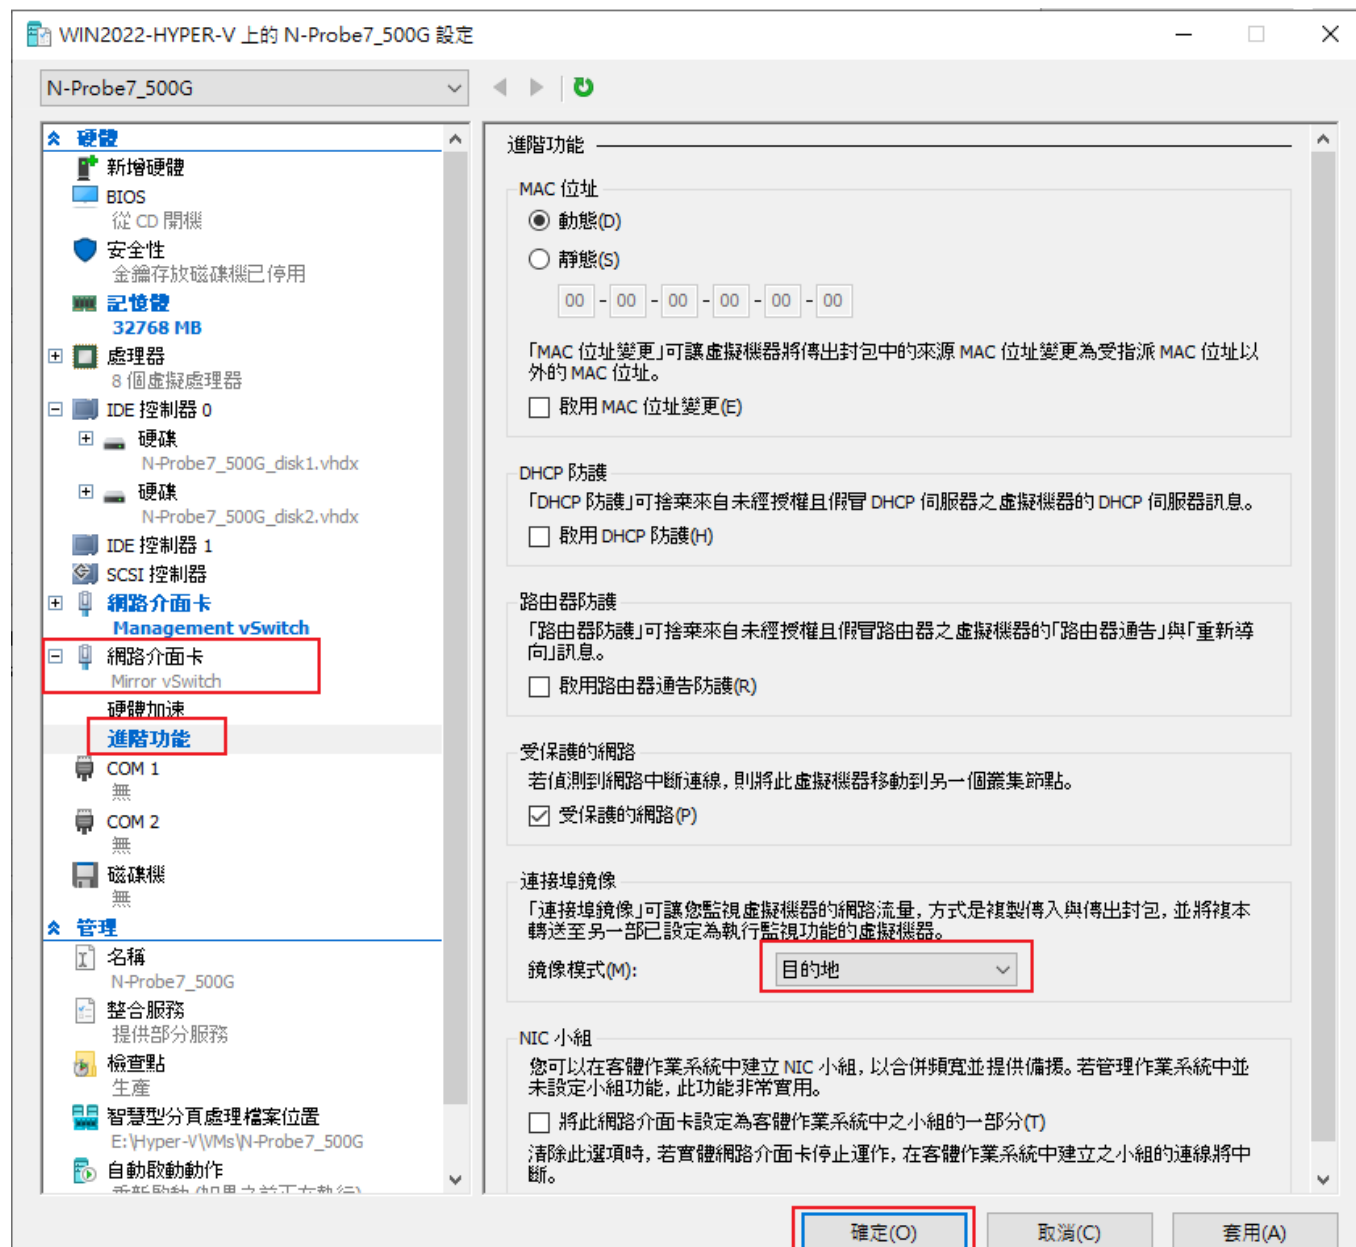 WIN2022-HYPER-V 上的 N-Probe7_500G 設定
N-Probe7_500G
硬體
新增硬體
BIOS
從 CD 開機
安全性
金鑰存放磁碟機已停用
記憶體
32768 MB
處理器
8 個虛擬處理器
IDE 控制器 0
硬碟
N-Probe7_500G_disk1.vhdx
硬碟
N-Probe7_500G_disk2.vhdx
IDE 控制器 1
SCSI 控制器
網路介面卡
Management vSwitch
網路介面卡
Mirror vSwitch
硬體加速
進階功能
COM 1
無
COM 2
無
磁碟機
無
管理
名稱
N-Probe7_500G
整合服務
提供部分服務
檢查點
生產
智慧型分頁處理檔案位置
E:\Hyper-V\VMs\N-Probe7_500G
自動啟動動作
重新啟動 (如果之前正在執行)
進階功能
MAC 位址
動態(D)
靜態(S)
00 - 00 - 00 - 00 - 00 - 00
「MAC 位址變更」可讓虛擬機器將傳出封包中的來源 MAC 位址變更為受指派 MAC 位址以
外的 MAC 位址。
啟用 MAC 位址變更(E)
DHCP 防護
「DHCP 防護」可捨棄來自未經授權且假冒 DHCP 伺服器之虛擬機器的 DHCP 伺服器訊息。
啟用 DHCP 防護(H)
路由器防護
「路由器防護」可捨棄來自未經授權且假冒路由器之虛擬機器的「路由器通告」與「重新導
向」訊息。
啟用路由器通告防護(R)
受保護的網路
若偵測到網路中斷連線，則將此虛擬機器移動到另一個叢集節點。
受保護的網路(P)
連接埠鏡像
「連接埠鏡像」可讓您監視虛擬機器的網路流量，方式是複製傳入與傳出封包，並將複本
轉送至另一部已設定為執行監視功能的虛擬機器。
鏡像模式(M):
目的地
NIC 小組
您可以在客體作業系統中建立 NIC 小組，以合併頻寬並提供備援。若管理作業系統中並
未設定小組功能，此功能非常實用。
將此網路介面卡設定為客體作業系統中之小組的一部分(T)
清除此選項時，若實體網路介面卡停止運作，在客體作業系統中建立之小組的連線將中
斷。
確定(O)
取消(C)
套用(A)